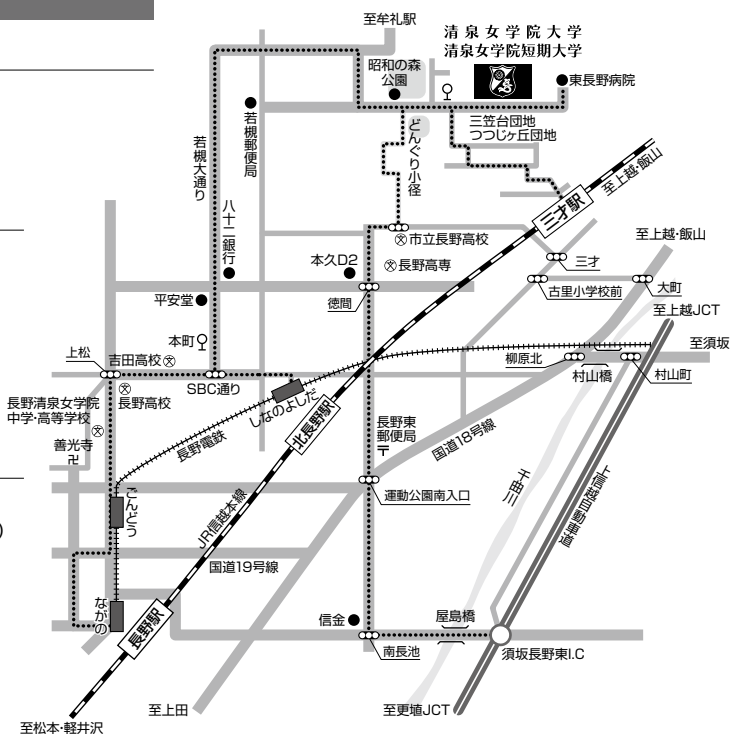 至牟礼駅
清泉女学院大学
清泉女学院短期大学
昭和の森
公園
東長野病院
三笠台団地
つつじヶ丘団地
若槻郵便局
若槻大通り
どんぐり小径
至上越・飯山
三才駅
八十二銀行
市立長野高校
長野高専
本久D2
三才
至上越・飯山
古里小学校前
大町
徳間
平安堂
至上越JCT
本町
至須坂
上松
吉田高校
柳原北
村山橋
村山町
長野高校
SBC通り
しなのよしだ
長野清泉女学院
中学・高等学校
善光寺
卍
長野電鉄
北長野駅
長野東
郵便局
〒
国道18号線
千曲川
上信越自動車道
ごんどう
運動公園南入口
JR信越本線
国道19号線
)
ながの
長野駅
信金
屋島橋
南長池
須坂長野東I.C
至上田
至更埴JCT
至松本・軽井沢